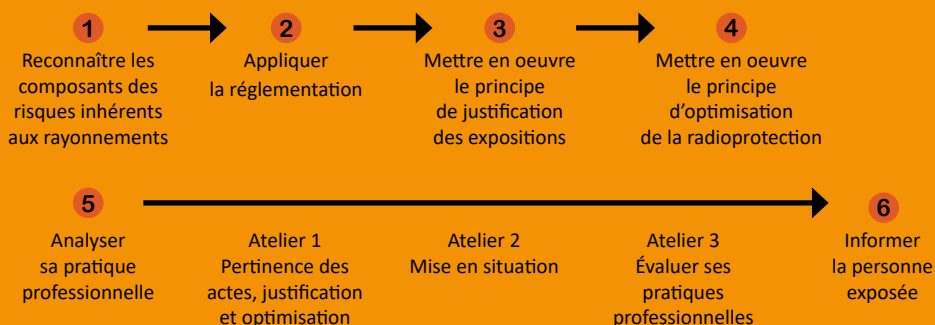 1
Reconnaître les
composants des
risques inhérents
aux rayonnements
2
Appliquer
la réglementation
3
Mettre en oeuvre
le principe
de justification
des expositions
4
Mettre en oeuvre
le principe
d'optimisation
de la radioprotection
5
Analyser
sa pratique
professionnelle
Atelier 1
Pertinence des
actes, justification
et optimisation
Atelier 2
Mise en situation
Atelier 3
Évaluer ses
pratiques
professionnelles
6
Informer
la personne
exposée